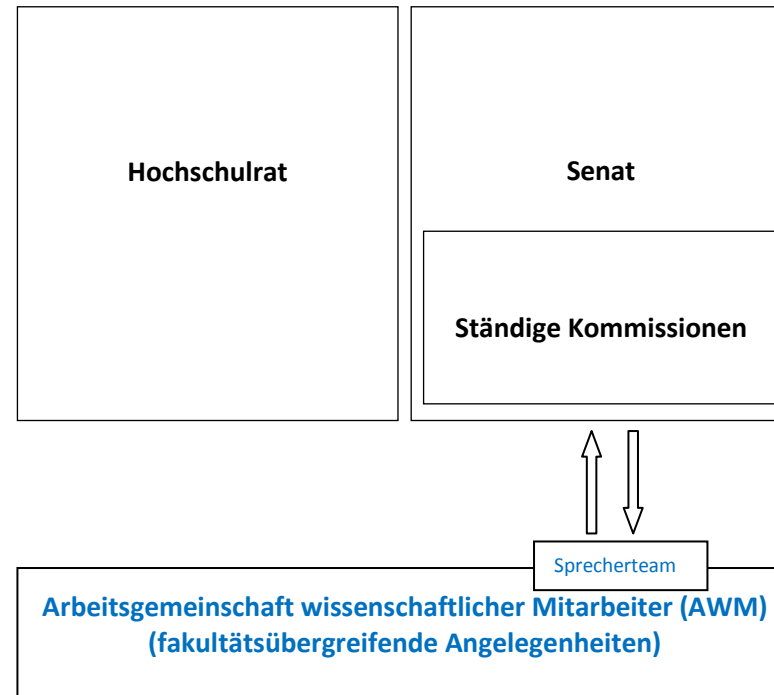 Hochschulrat
Senat
Ständige Kommissionen
Sprecherteam
Arbeitsgemeinschaft wissenschaftlicher Mitarbeiter (AWM)
(fakultätsübergreifende Angelegenheiten)